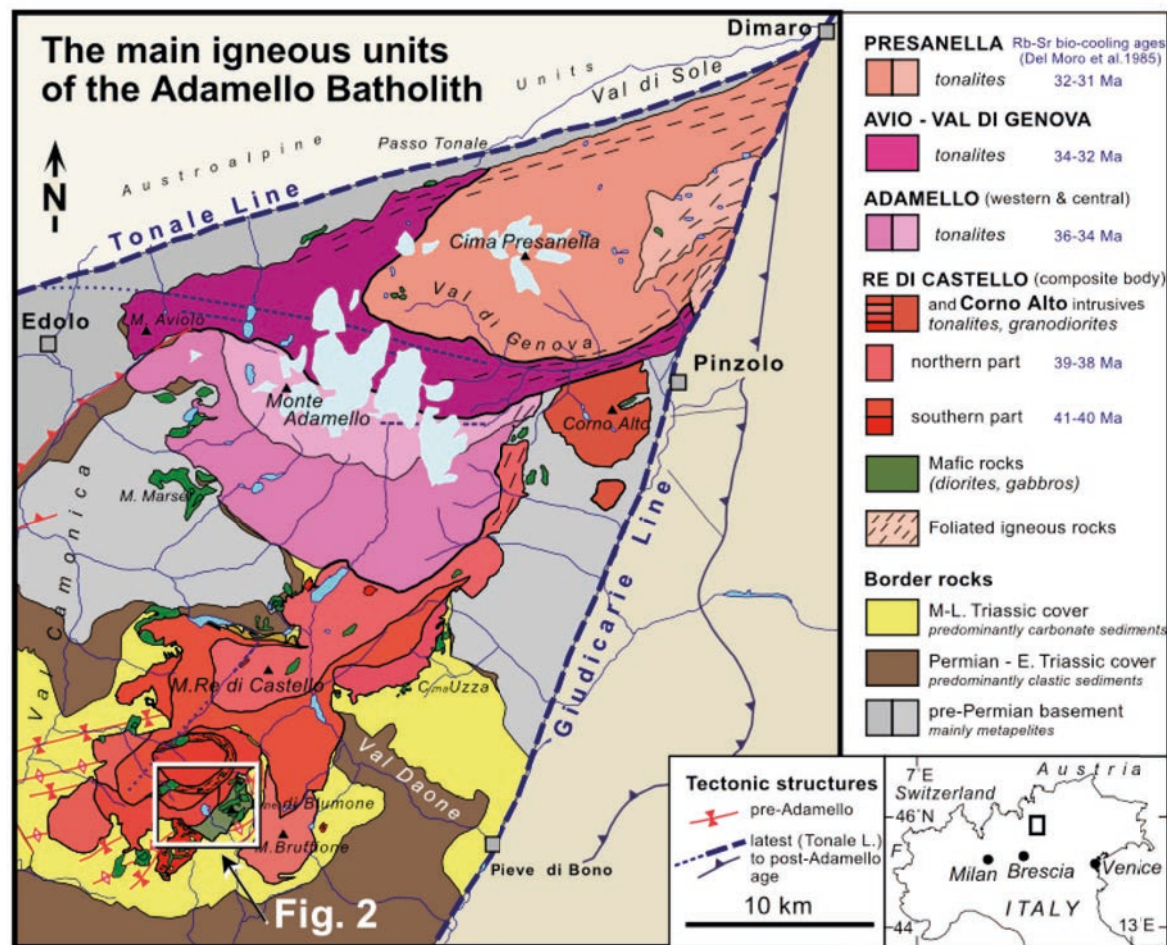 The main igneous units
of the Adamello Batholith
Dimaro
Units
Val di Sole
Passo Tonale
Austroalpine
N
Tonale Line
Cima Presanella
Val di Genova
Edolo
M. Aviolo
Pinzolo
Monte
Adamello
Corno Alto
Val Camonica
M. Marser
Giudicarie Line
M.Re di Castello
Cima Uzza
Val Daone
di Blumone
M.Bruffione
Pieve di Bono
Fig. 2
PRESANELLA Rb-Sr bio-cooling ages
(Del Moro et al.1985)
tonalites 32-31 Ma
AVIO - VAL DI GENOVA
tonalites 34-32 Ma
ADAMELLO (western & central)
tonalites 36-34 Ma
RE DI CASTELLO (composite body)
and Corno Alto intrusives
tonalites, granodiorites
northern part 39-38 Ma
southern part 41-40 Ma
Mafic rocks
(diorites, gabbros)
Foliated igneous rocks
Border rocks
M-L. Triassic cover
predominantly carbonate sediments
Permian - E. Triassic cover
predominantly clastic sediments
pre-Permian basement
mainly metapelites
Tectonic structures
pre-Adamello
latest (Tonale L.)
to post-Adamello
age
10 km
7°E
Austria
Switzerland
46°N
F
Milan
Brescia
Venice
ITALY
44
13°E